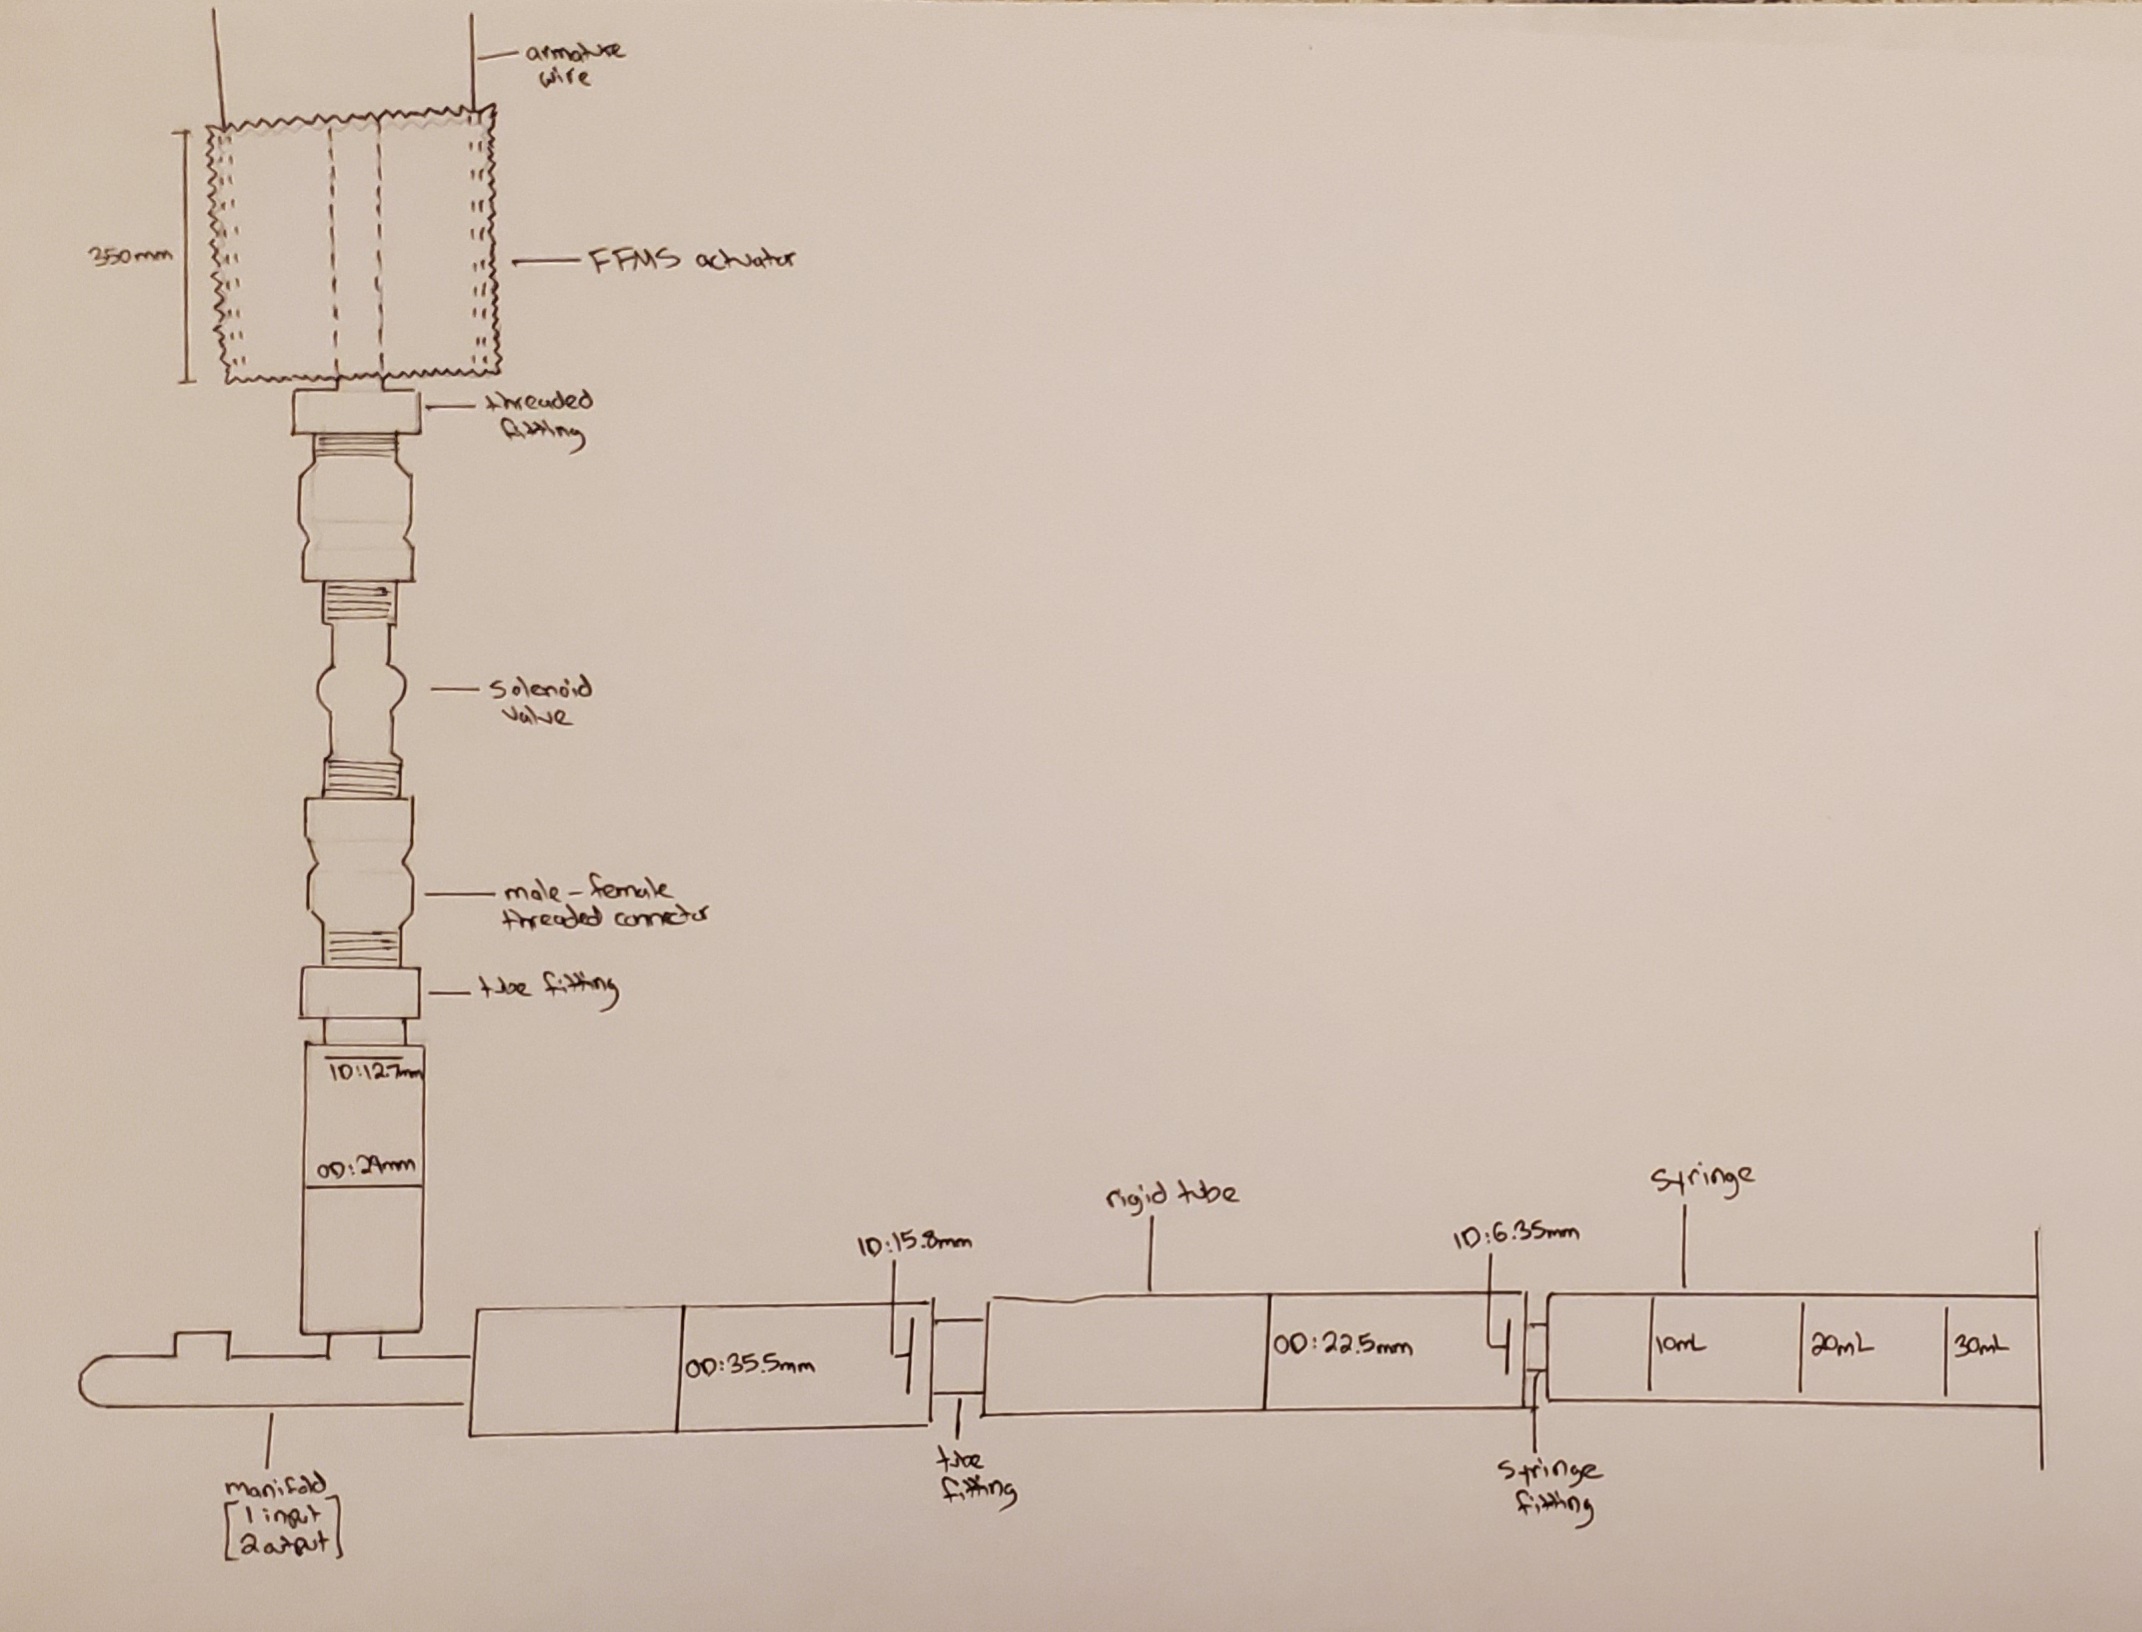 armature
wire
350mm
FFMS actuator
threaded
fitting
solenoid
valve
male-female
threaded connector
tube fitting
ID:12.7mm
OD:29mm
rigid tube
syringe
ID:15.8mm
ID:6.35mm
OD:35.5mm
OD:22.5mm
10mL
20mL
30mL
tube
fitting
syringe
fitting
manifold
[1 input
2 output]